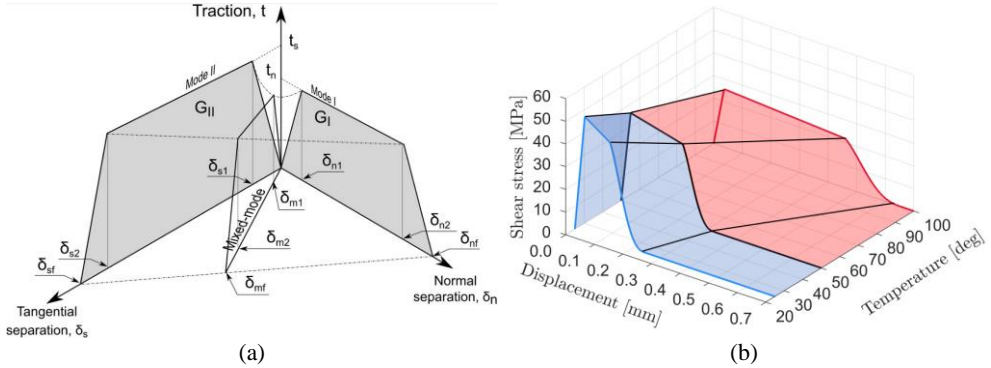 Traction, t
t_s
t_n
Mode II
Mode I
G_II
G_I
δ_s1
δ_n1
δ_m1
Mixed-mode
δ_m2
δ_mf
δ_s2
δ_sf
δ_n2
δ_nf
Tangential
separation, δ_s
Normal
separation, δ_n
(a)
Shear stress [MPa]
60
50
40
30
20
10
0
0.0
0.1
0.2
0.3
0.4
0.5
0.6
0.7
Displacement [mm]
20
30
40
50
60
70
80
90
100
Temperature [deg]
(b)